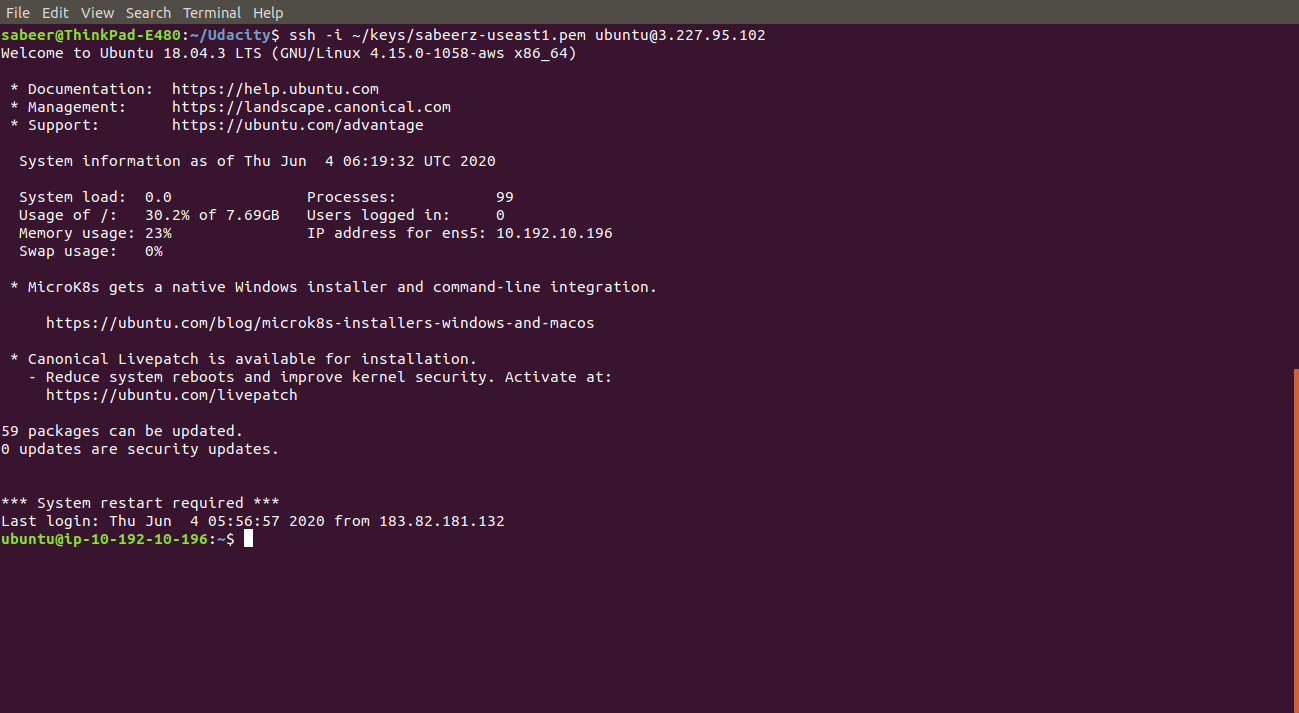 File Edit View Search Terminal Help
sabeer@ThinkPad-E480:~/Udacity$ ssh -i ~/keys/sabeerz-useast1.pem ubuntu@3.227.95.102
Welcome to Ubuntu 18.04.3 LTS (GNU/Linux 4.15.0-1058-aws x86_64)

 * Documentation:  https://help.ubuntu.com
 * Management:     https://landscape.canonical.com
 * Support:        https://ubuntu.com/advantage

  System information as of Thu Jun  4 06:19:32 UTC 2020

  System load:  0.0               Processes:           99
  Usage of /:   30.2% of 7.69GB   Users logged in:     0
  Memory usage: 23%               IP address for ens5: 10.192.10.196
  Swap usage:   0%

 * MicroK8s gets a native Windows installer and command-line integration.

     https://ubuntu.com/blog/microk8s-installers-windows-and-macos

 * Canonical Livepatch is available for installation.
   - Reduce system reboots and improve kernel security. Activate at:
     https://ubuntu.com/livepatch

59 packages can be updated.
0 updates are security updates.


*** System restart required ***
Last login: Thu Jun  4 05:56:57 2020 from 183.82.181.132
ubuntu@ip-10-192-10-196:~$